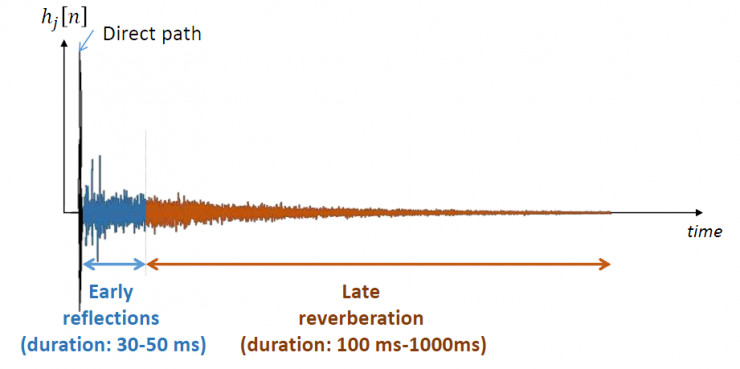 h_j[n]
Direct path
time
Early
reflections
(duration: 30-50 ms)
Late
reverberation
(duration: 100 ms-1000ms)